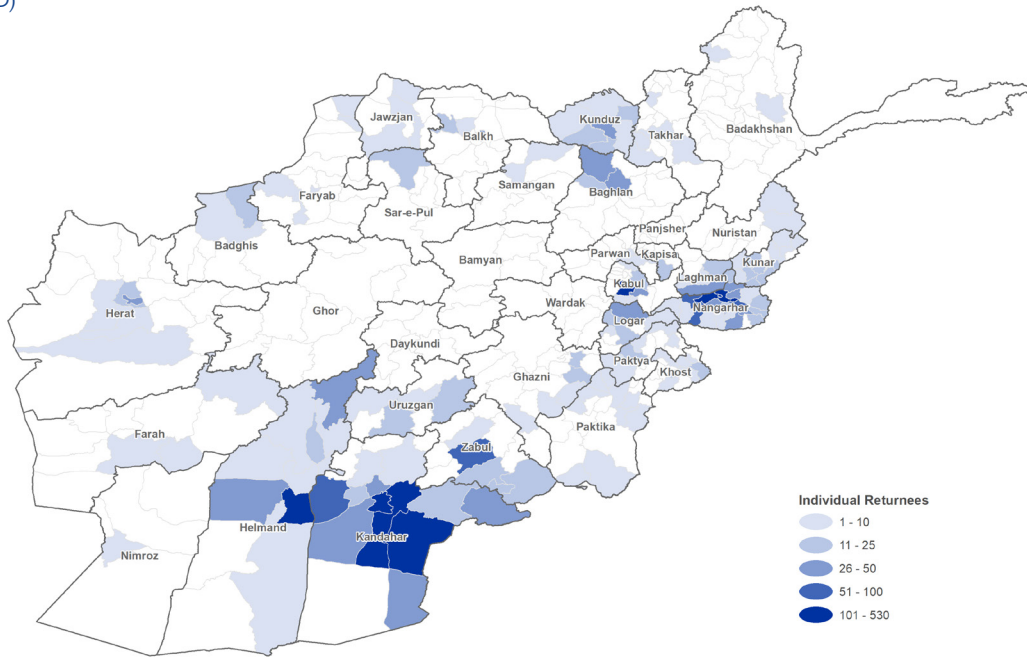 Jawzjan
Balkh
Kunduz
Takhar
Badakhshan
Samangan
Baghlan
Faryab
Sar-e-Pul
Badghis
Panjsher
Nuristan
Bamyan
Parwan
Kapisa
Kunar
Laghman
Kabul
Herat
Ghor
Wardak
Nangarhar
Logar
Daykundi
Paktya
Ghazni
Khost
Uruzgan
Paktika
Farah
Zabul
Helmand
Kandahar
Nimroz
Individual Returnees
1 - 10
11 - 25
26 - 50
51 - 100
101 - 530